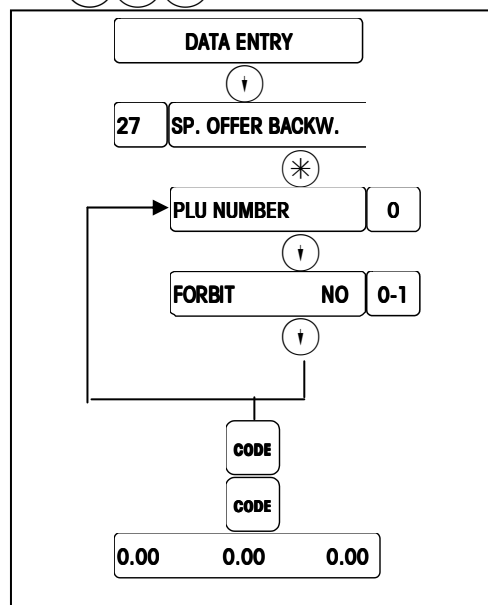 DATA ENTRY
27 SP. OFFER BACKW.
PLU NUMBER 0
FORBIT NO 0-1
CODE
CODE
0.00 0.00 0.00